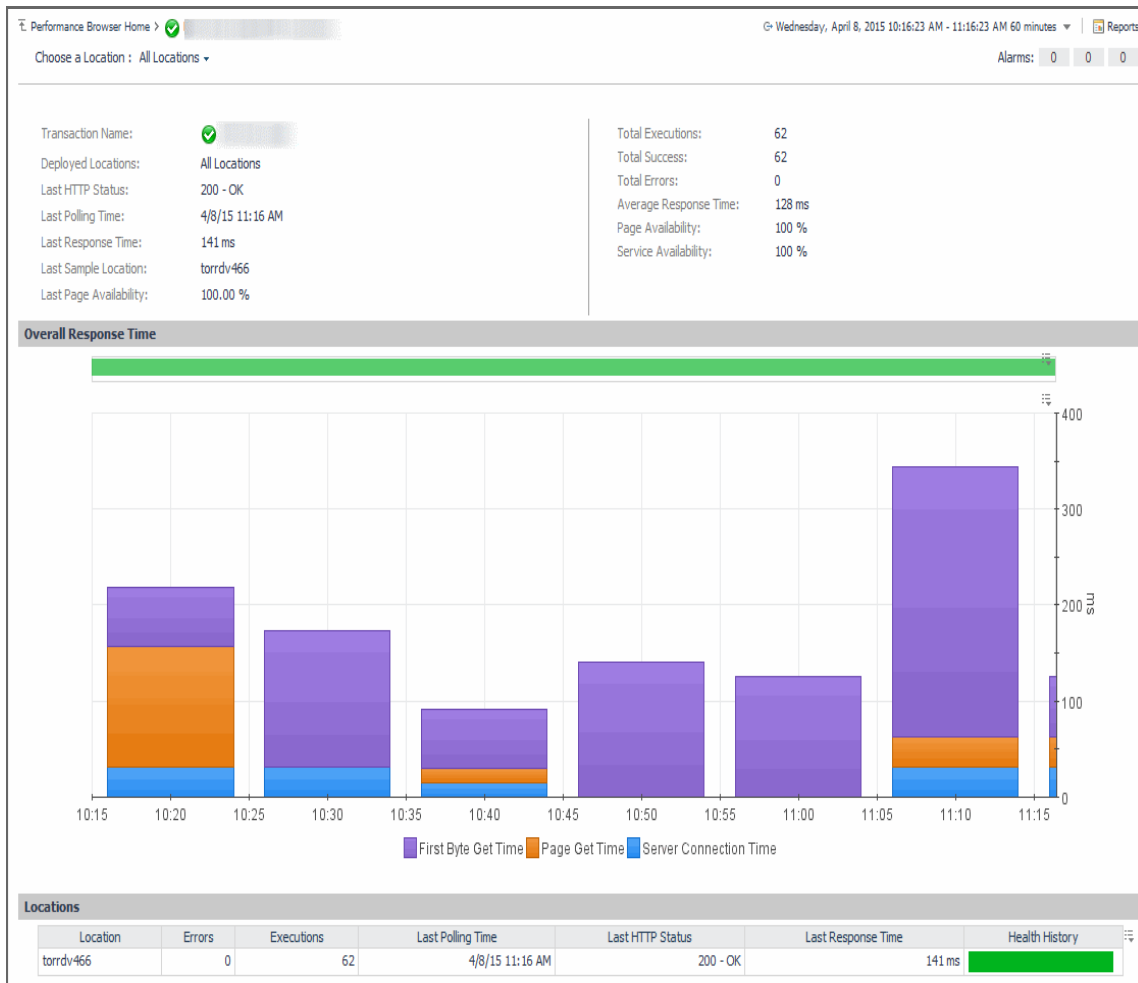 Performance Browser Home >
Wednesday, April 8, 2015 10:16:23 AM - 11:16:23 AM 60 minutes
Reports
Choose a Location : All Locations
Alarms: 0 0 0
Transaction Name:
Deployed Locations: All Locations
Last HTTP Status: 200 - OK
Last Polling Time: 4/8/15 11:16 AM
Last Response Time: 141 ms
Last Sample Location: torrdv466
Last Page Availability: 100.00 %
Total Executions: 62
Total Success: 62
Total Errors: 0
Average Response Time: 128 ms
Page Availability: 100 %
Service Availability: 100 %
Overall Response Time
400
300
200
100
0
ms
10:15 10:20 10:25 10:30 10:35 10:40 10:45 10:50 10:55 11:00 11:05 11:10 11:15
First Byte Get Time Page Get Time Server Connection Time
Locations
Location Errors Executions Last Polling Time Last HTTP Status Last Response Time Health History
torrdv466 0 62 4/8/15 11:16 AM 200 - OK 141 ms